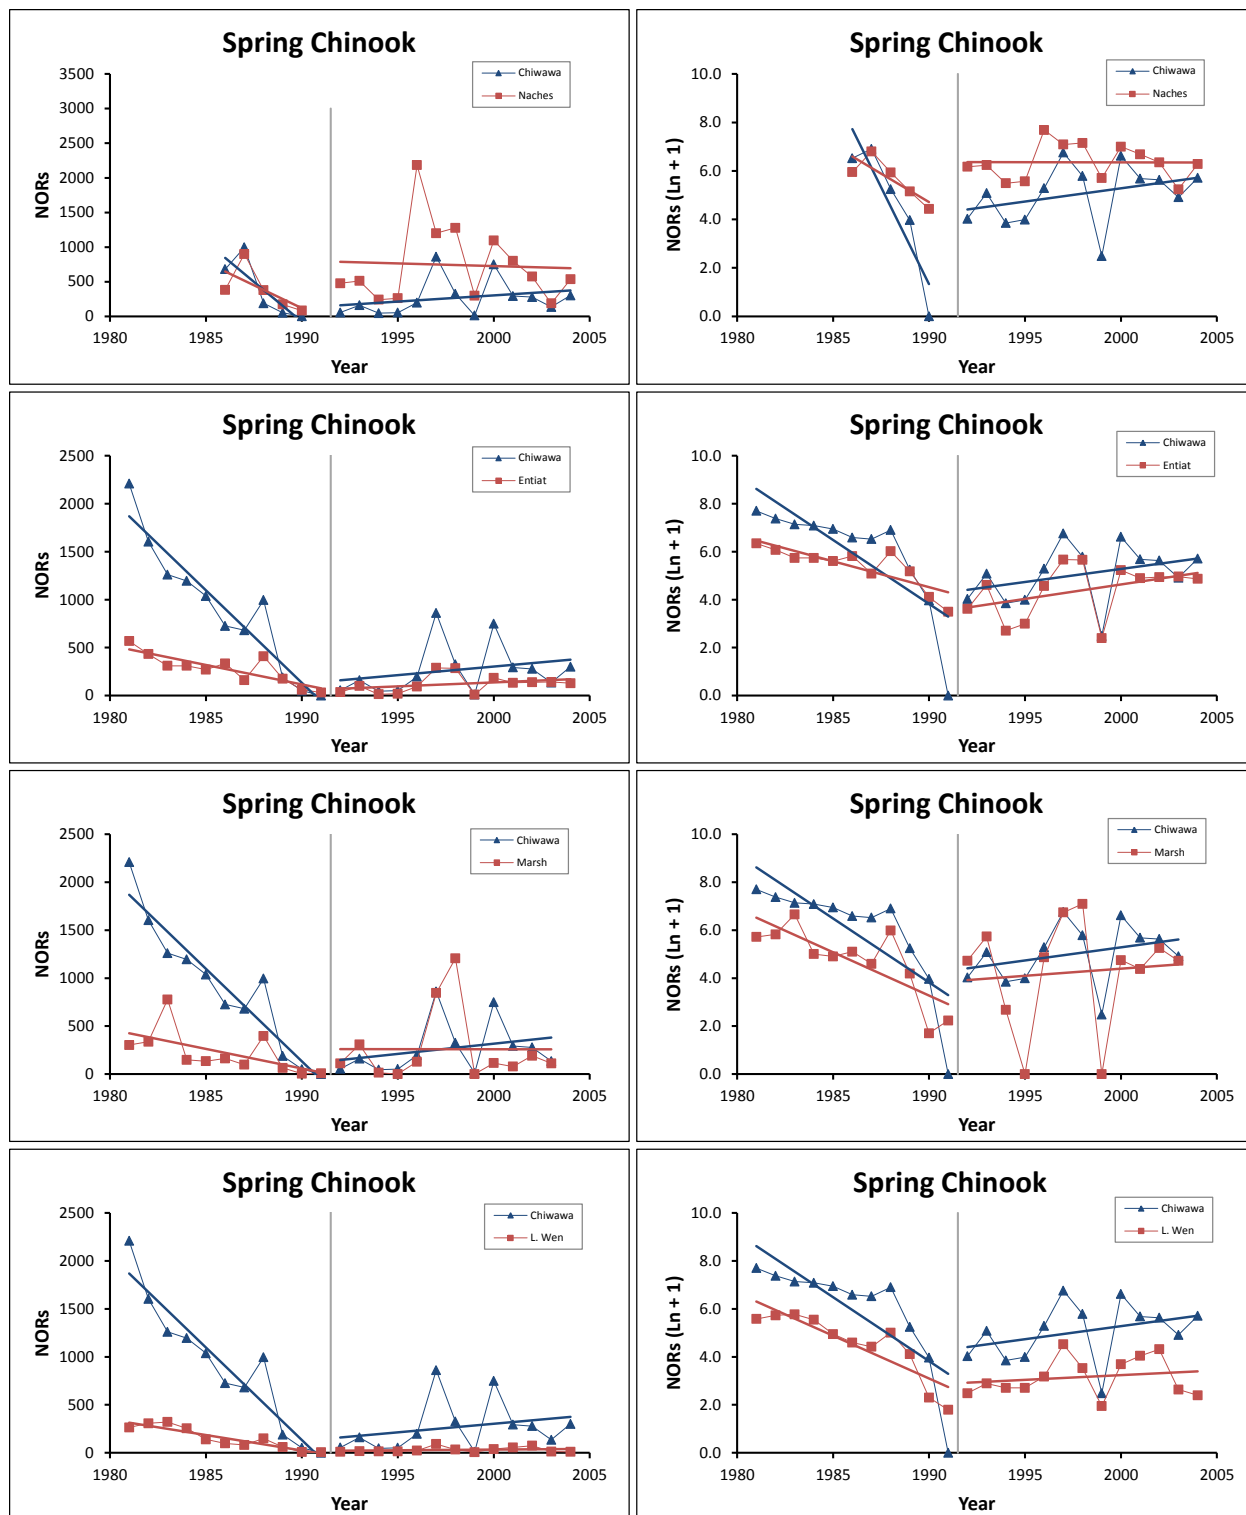 Spring Chinook
Chiwawa
Naches
3500
3000
2500
2000
1500
1000
500
0
NORs
1980 1985 1990 1995 2000 2005
Year
Spring Chinook
Chiwawa
Naches
10.0
8.0
6.0
4.0
2.0
0.0
NORs (Ln + 1)
1980 1985 1990 1995 2000 2005
Year
Spring Chinook
Chiwawa
Entiat
2500
2000
1500
1000
500
0
NORs
1980 1985 1990 1995 2000 2005
Year
Spring Chinook
Chiwawa
Entiat
10.0
8.0
6.0
4.0
2.0
0.0
NORs (Ln + 1)
1980 1985 1990 1995 2000 2005
Year
Spring Chinook
Chiwawa
Marsh
2500
2000
1500
1000
500
0
NORs
1980 1985 1990 1995 2000 2005
Year
Spring Chinook
Chiwawa
Marsh
10.0
8.0
6.0
4.0
2.0
0.0
NORs (Ln + 1)
1980 1985 1990 1995 2000 2005
Year
Spring Chinook
Chiwawa
L. Wen
2500
2000
1500
1000
500
0
NORs
1980 1985 1990 1995 2000 2005
Year
Spring Chinook
Chiwawa
L. Wen
10.0
8.0
6.0
4.0
2.0
0.0
NORs (Ln + 1)
1980 1985 1990 1995 2000 2005
Year